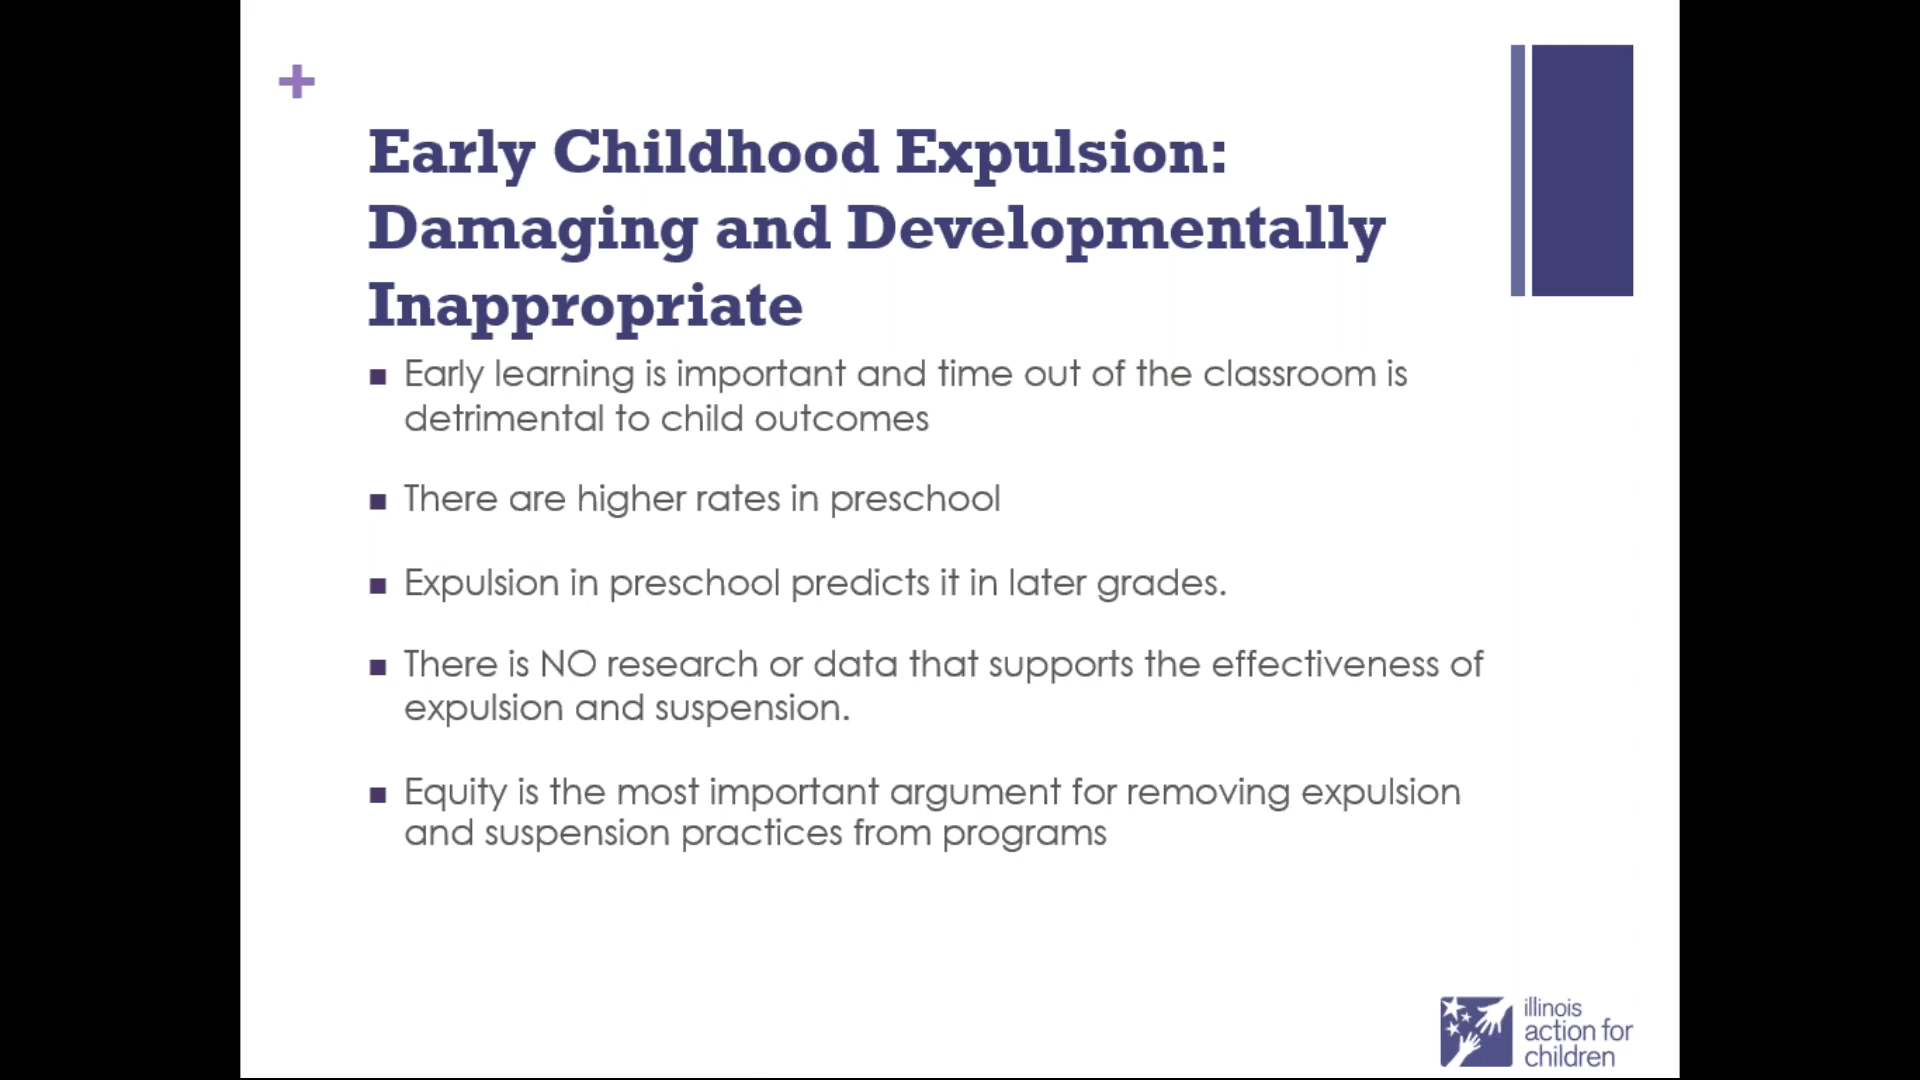 +
Early Childhood Expulsion:
Damaging and Developmentally
Inappropriate
■ Early learning is important and time out of the classroom is
detrimental to child outcomes
■ There are higher rates in preschool
■ Expulsion in preschool predicts it in later grades.
■ There is NO research or data that supports the effectiveness of
expulsion and suspension.
■ Equity is the most important argument for removing expulsion
and suspension practices from programs
illinois
action for
children